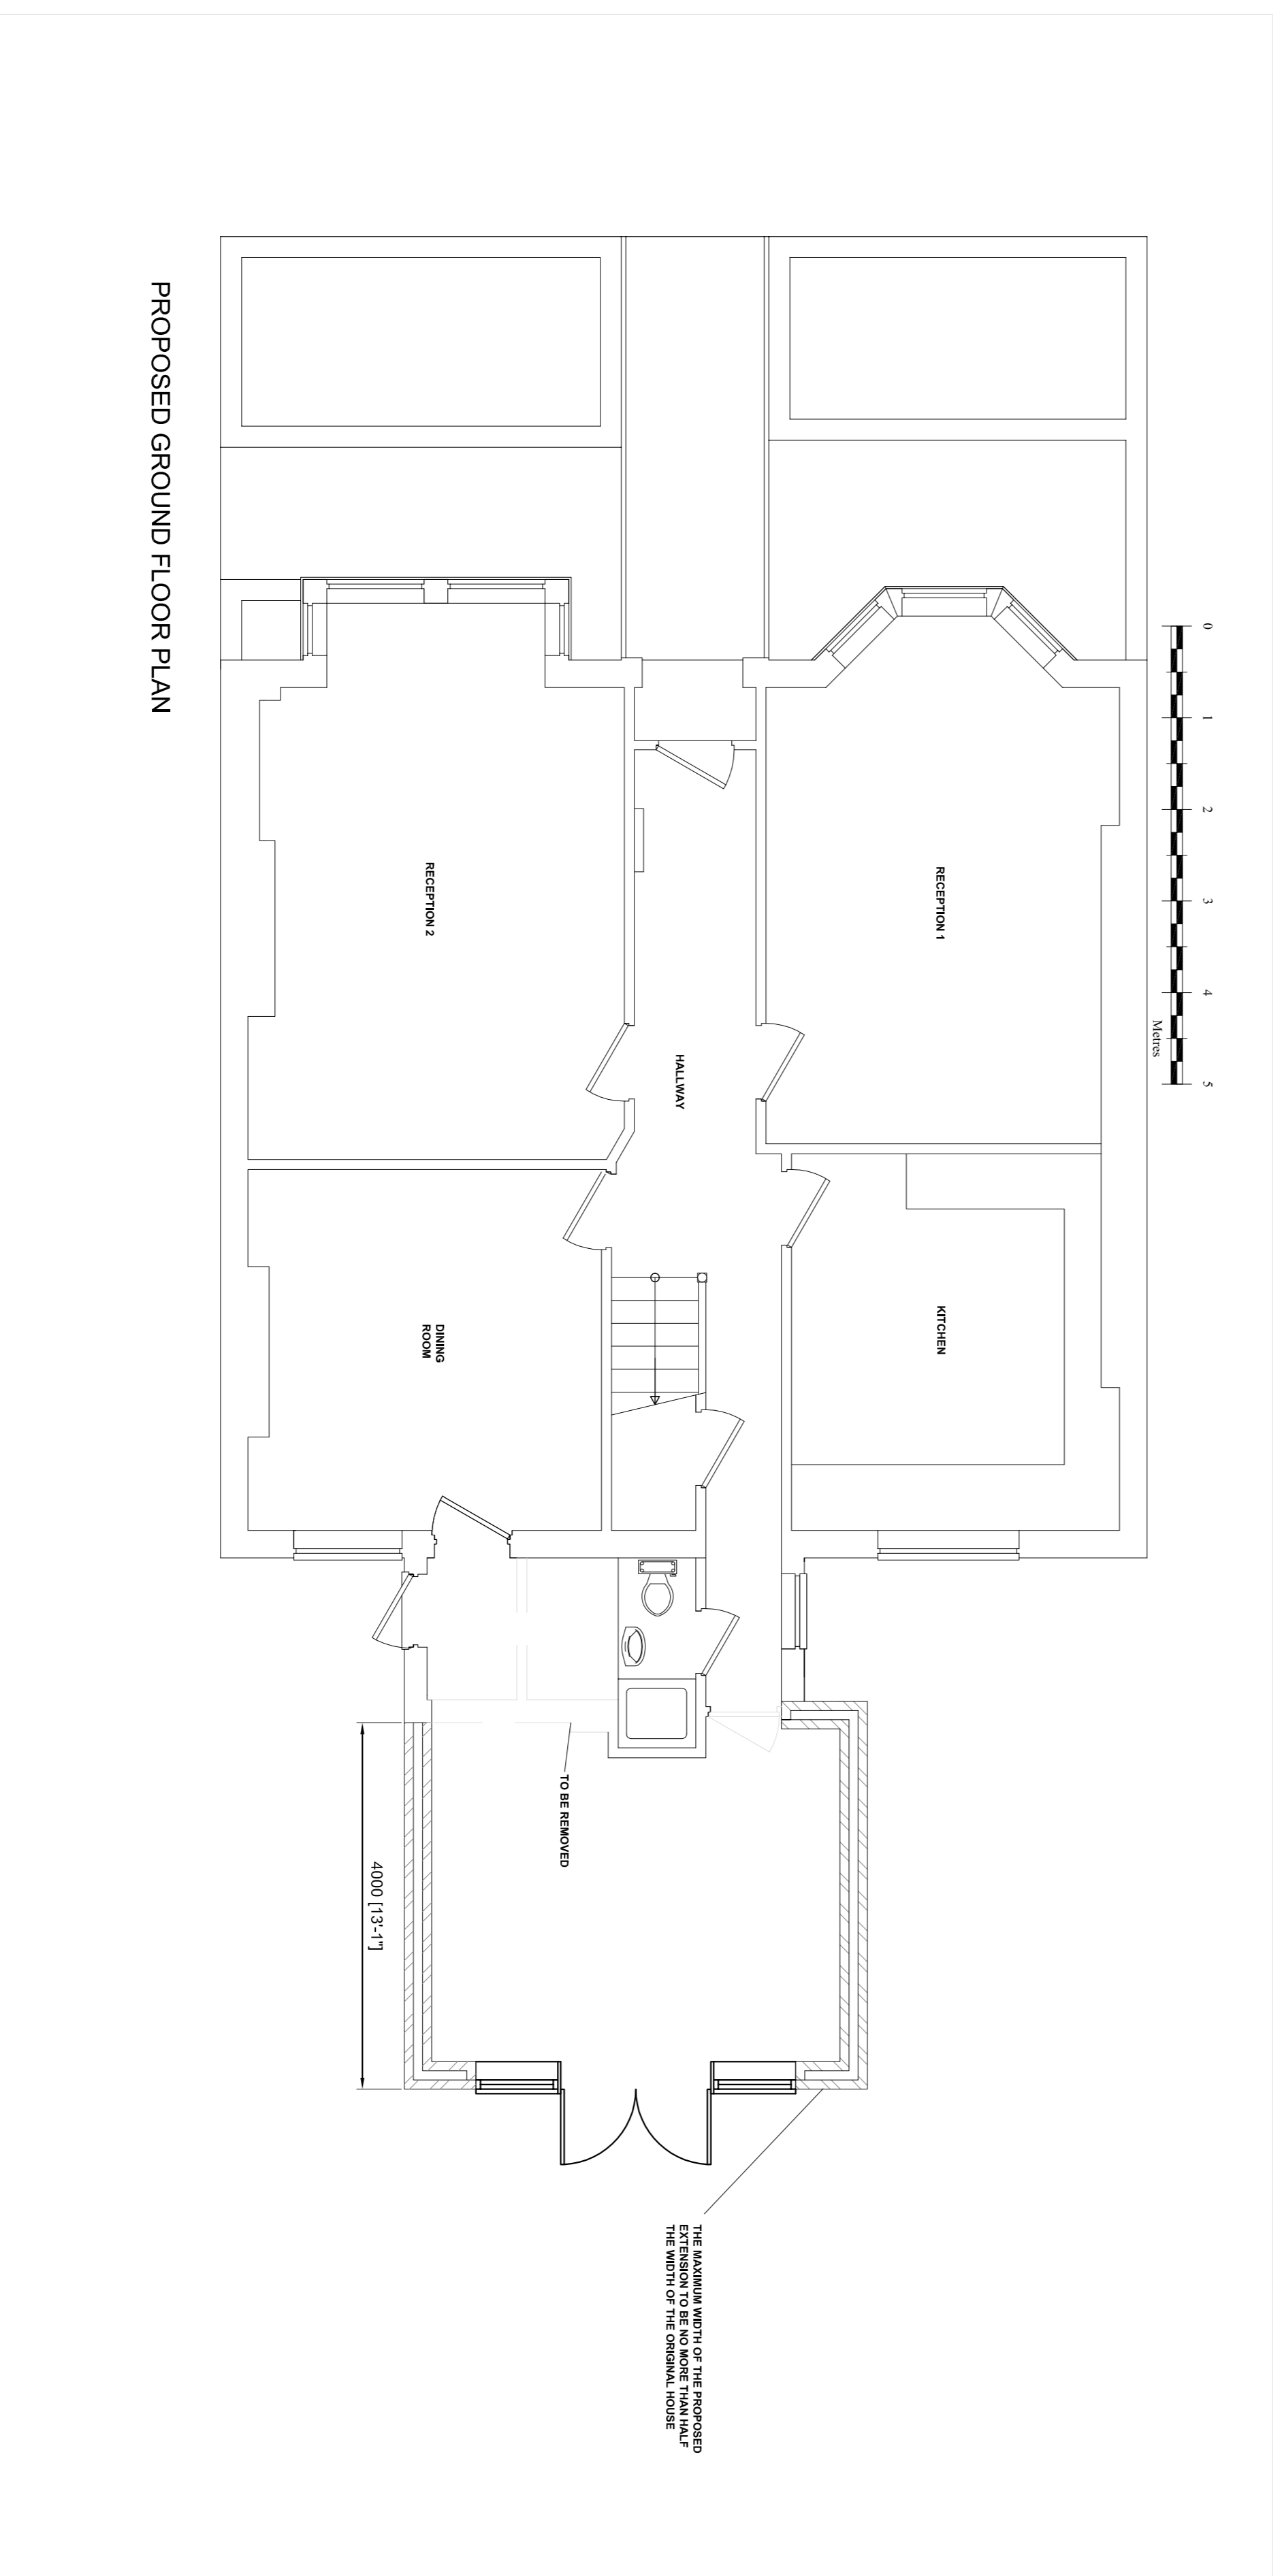 0
1
2
3
4
5
Metres
RECEPTION 1
KITCHEN
HALLWAY
RECEPTION 2
DINING
ROOM
TO BE REMOVED
4000 [13'-1"]
THE MAXIMUM WIDTH OF THE PROPOSED
EXTENSION TO BE NO MORE THAN HALF
THE WIDTH OF THE ORIGINAL HOUSE
PROPOSED GROUND FLOOR PLAN